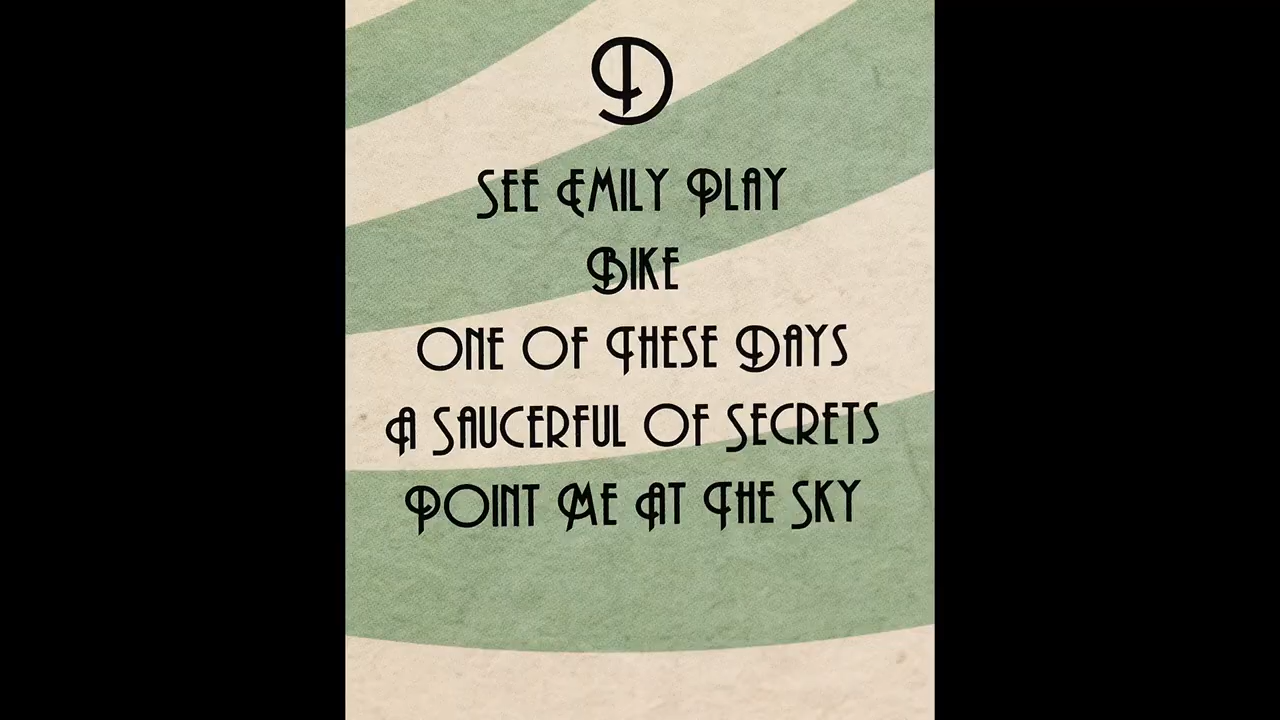 D
See Emily Play
Bike
One Of These Days
A Saucerful Of Secrets
Point Me At The Sky